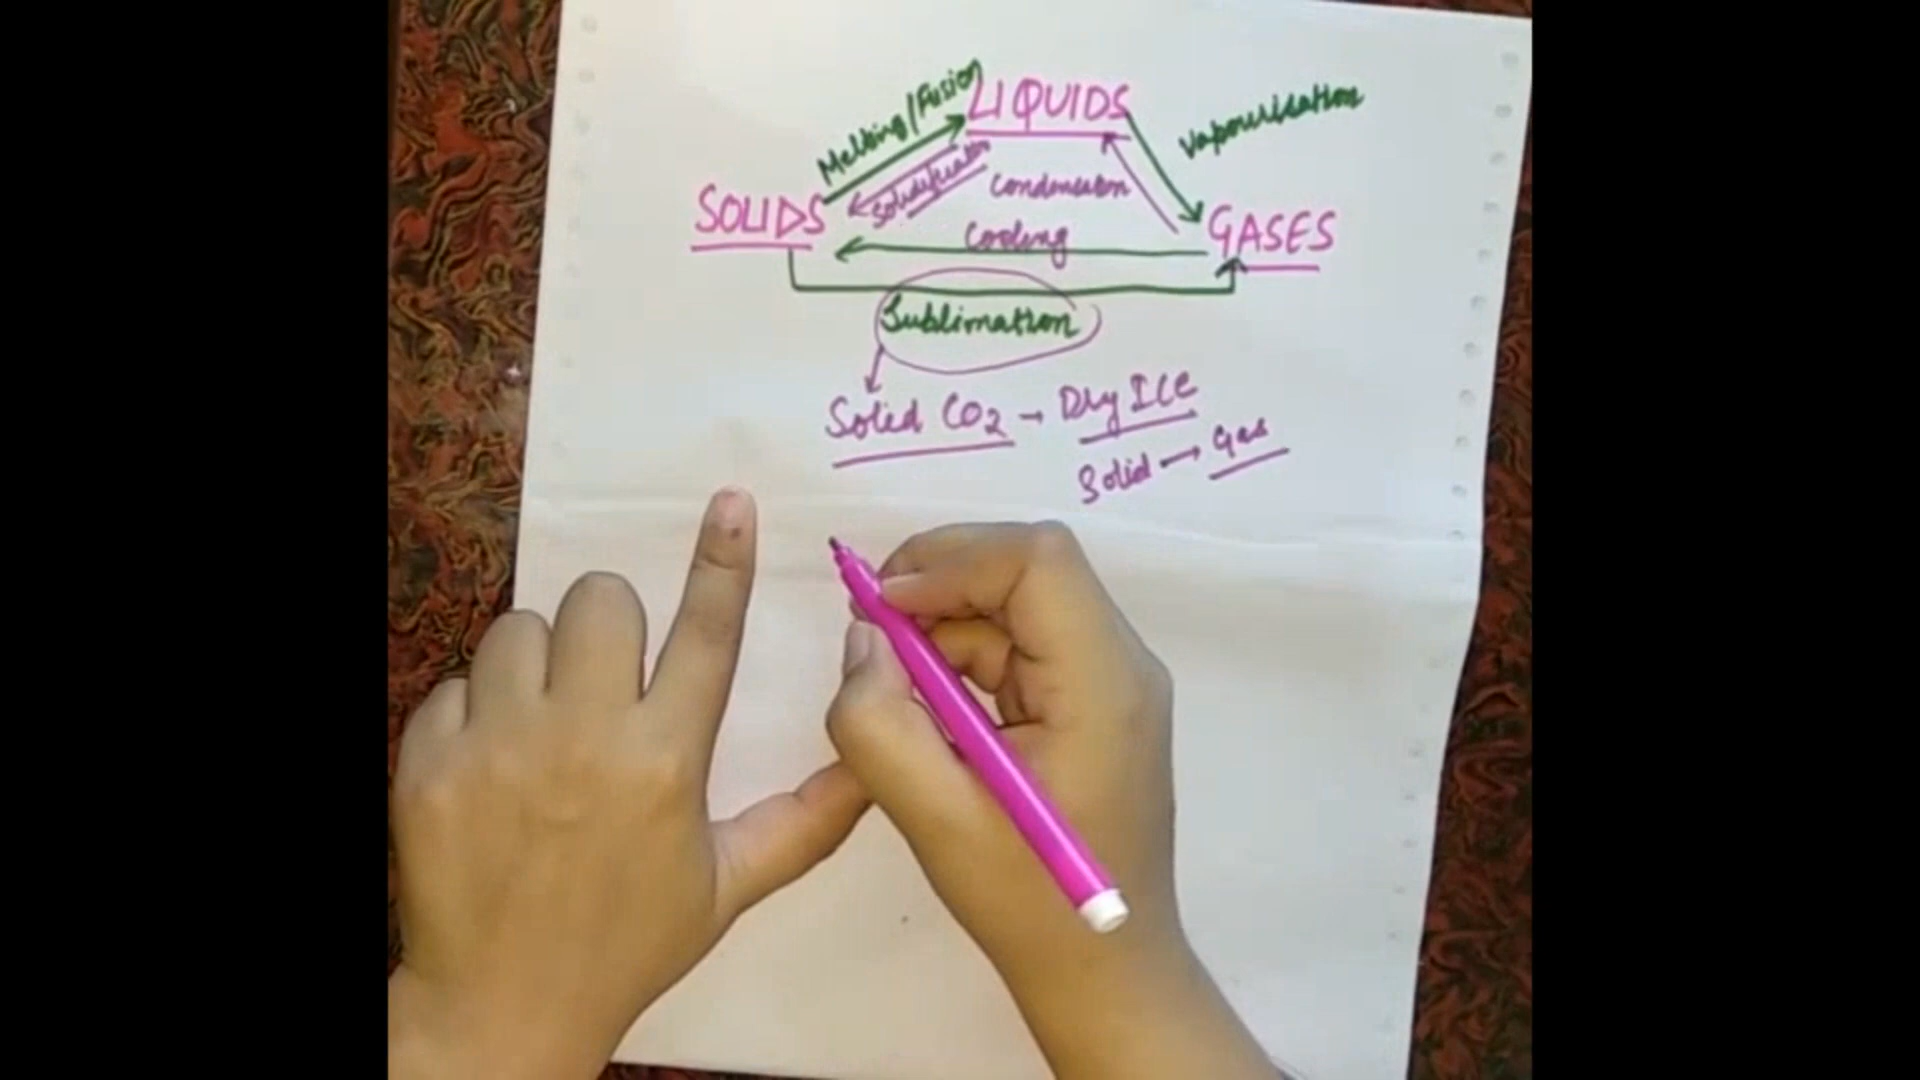 LIQUIDS
Melting/Fusion
Vapourisation
Solidification
Condensation
SOLIDS
GASES
Cooling
Sublimation
Solid CO2 → Dry ICE
Solid → Gas